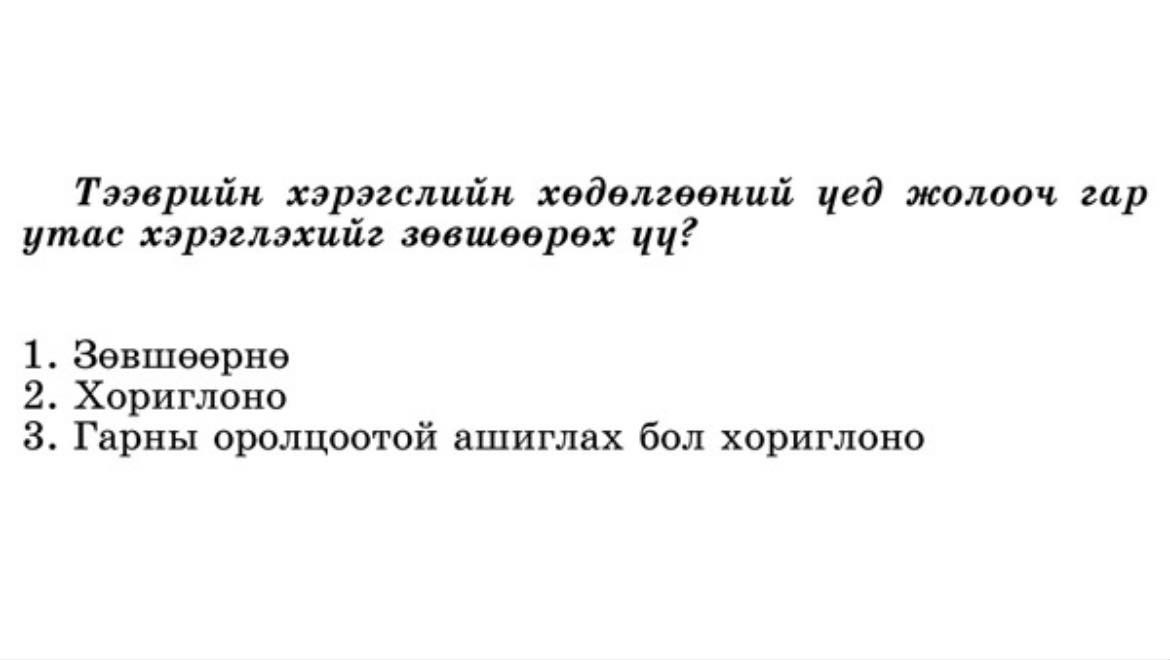 Тээврийн хэрэгслийн хөдөлгөөний үед жолооч гар
утас хэрэглэхийг зөвшөөрөх үү?
1. Зөвшөөрнө
2. Хориглоно
3. Гарны оролцоотой ашиглах бол хориглоно